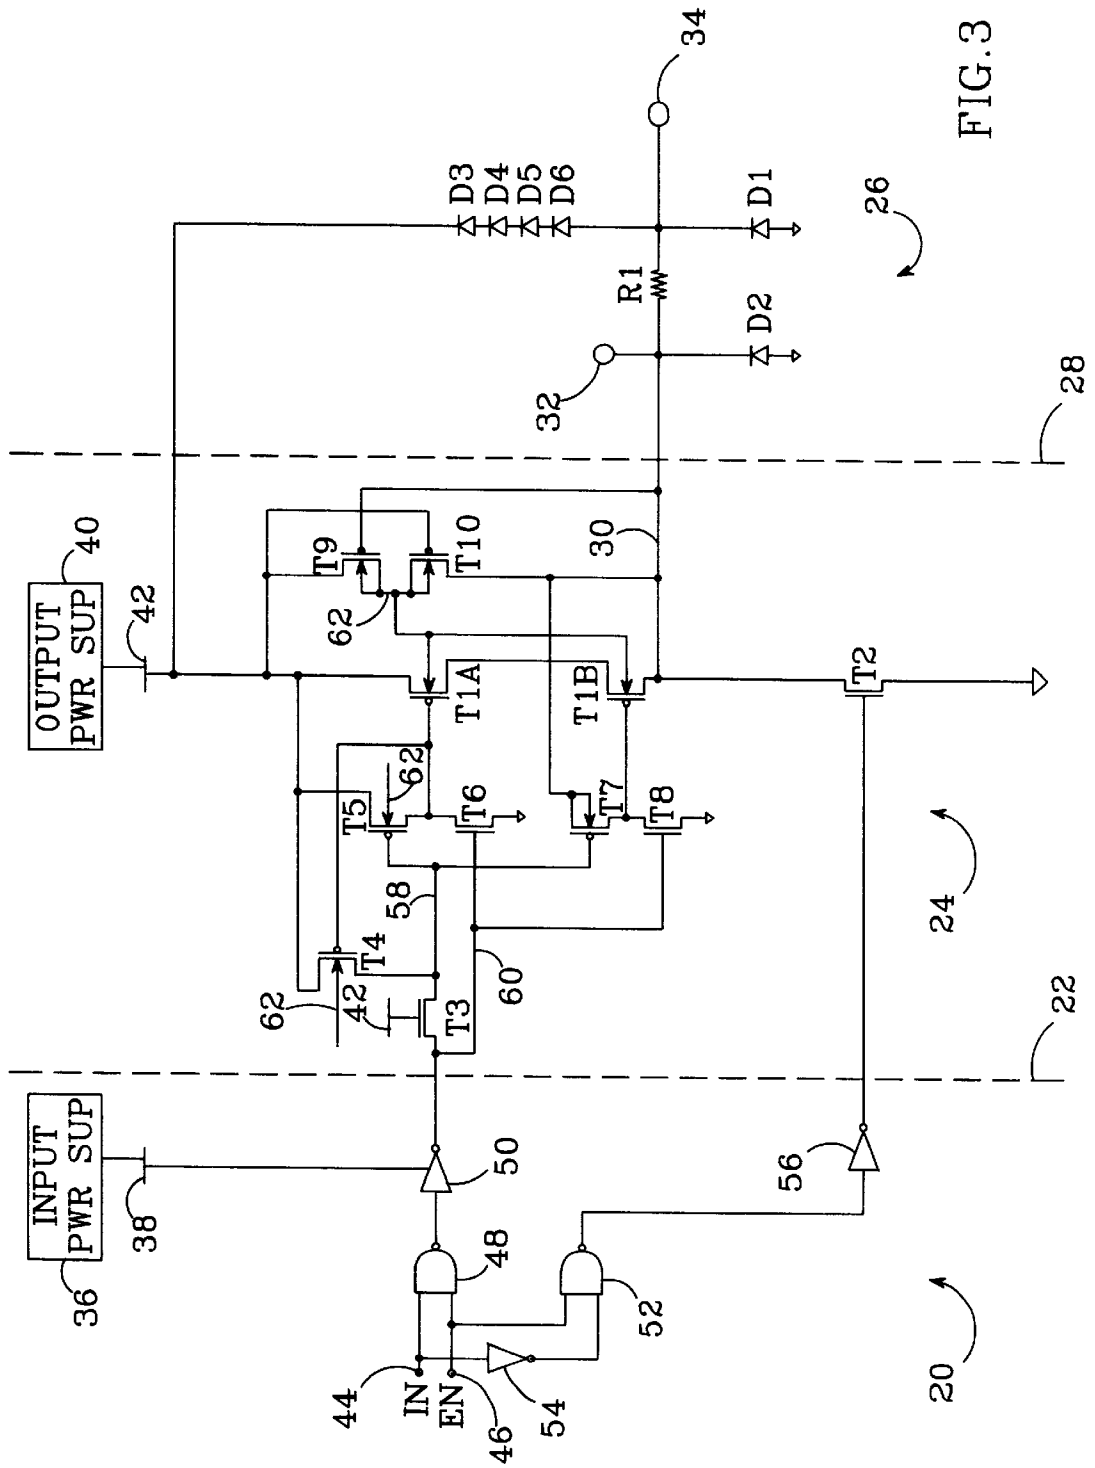 INPUT
PWR SUP
36
38
OUTPUT
PWR SUP
40
42
62
42
T4
T5
62
T9
62
T10
D3
D4
D5
D6
44
IN
EN
46
48
50
T3
58
60
T6
T1A
54
52
T7
T8
T1B
30
32
R1
34
56
T2
D2
D1
20
22
24
28
26
FIG.3